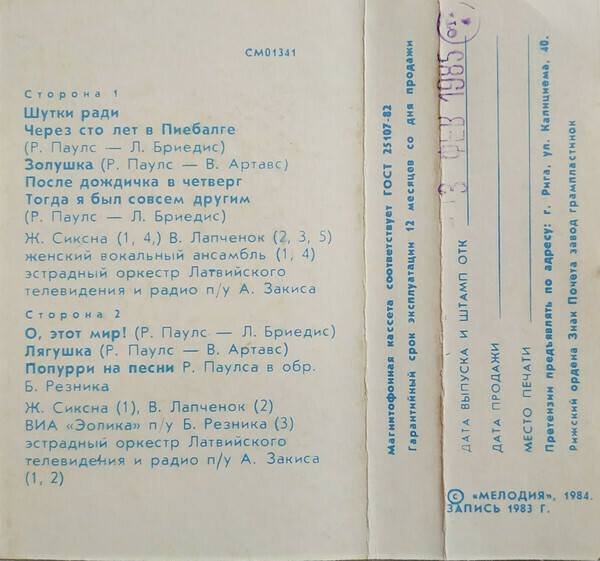 СМ01341
Сторона 1
Шутки ради
Через сто лет в Пиебалге
(Р. Паулс — Л. Бриедис)
Золушка (Р. Паулс — В. Артавс)
После дождичка в четверг
Тогда я был совсем другим
(Р. Паулс — Л. Бриедис)
Ж. Сиксна (1, 4,) В. Лапченок (2, 3, 5)
женский вокальный ансамбль (1, 4)
эстрадный оркестр Латвийского
телевидения и радио п/у А. Закиса
Сторона 2
О, этот мир! (Р. Паулс — Л. Бриедис)
Лягушка (Р. Паулс — В. Артавс)
Попурри на песни Р. Паулса в обр.
Б. Резника
Ж. Сиксна (1), В. Лапченок (2)
ВИА «Эолика» п/у Б. Резника (3)
эстрадный оркестр Латвийского
телевидения и радио п/у А. Закиса
(1, 2)
Магнитофонная кассета соответствует ГОСТ 25107-82
Гарантийный срок эксплуатации 12 месяцев со дня продажи
3 ФЕВ 1985
ДАТА ВЫПУСКА И ШТАМП ОТК
ДАТА ПРОДАЖИ
МЕСТО ПЕЧАТИ
Претензии предъявлять по адресу: г. Рига, ул. Калнциема, 40.
Рижский ордена Знак Почета завод грампластинок
© «МЕЛОДИЯ», 1984.
ЗАПИСЬ 1983 Г.